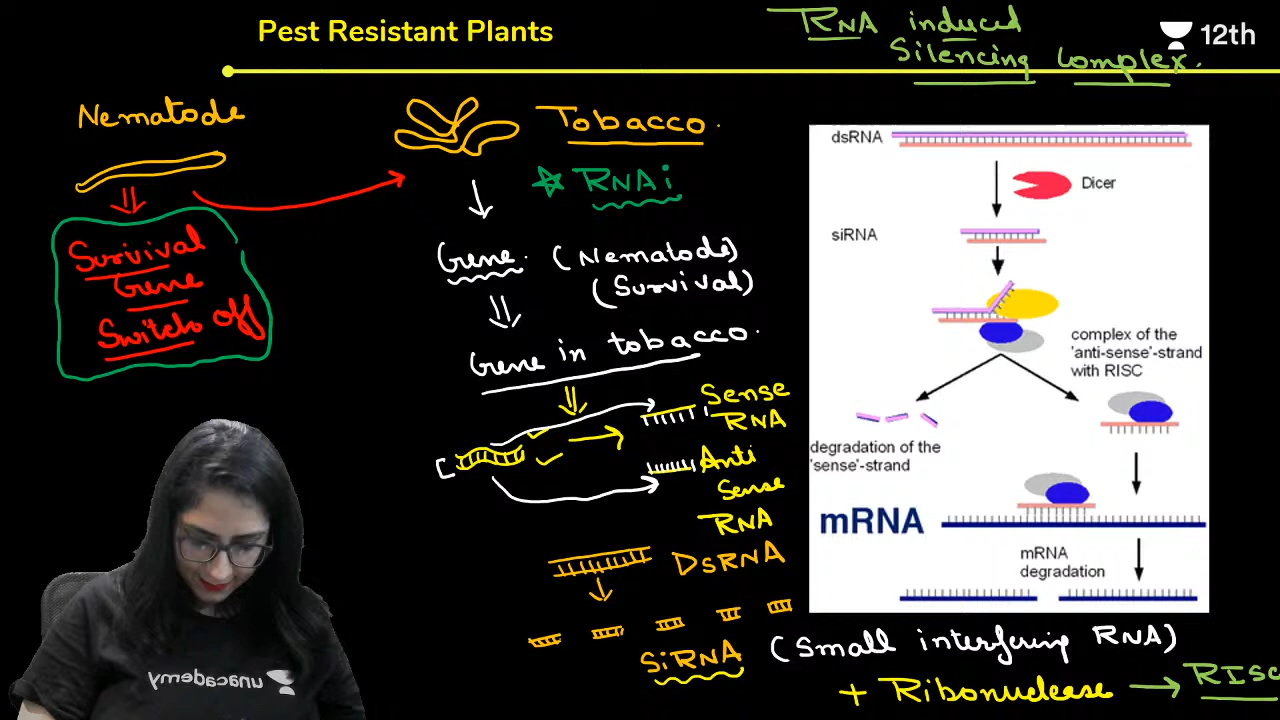 Pest Resistant Plants
RNA induced
Silencing Complex.
12th
Nematode
Tobacco.
RNAi
Survival
Gene
Switch off
Gene. (Nematode)
(Survival)
Gene in tobacco.
Sense
RNA
Anti
Sense
RNA
DsRNA
SiRNA (Small interfering RNA)
+ Ribonuclease → RISC
dsRNA
Dicer
siRNA
complex of the
'anti-sense'-strand
with RISC
degradation of the
'sense'-strand
mRNA
mRNA
degradation
unacademy